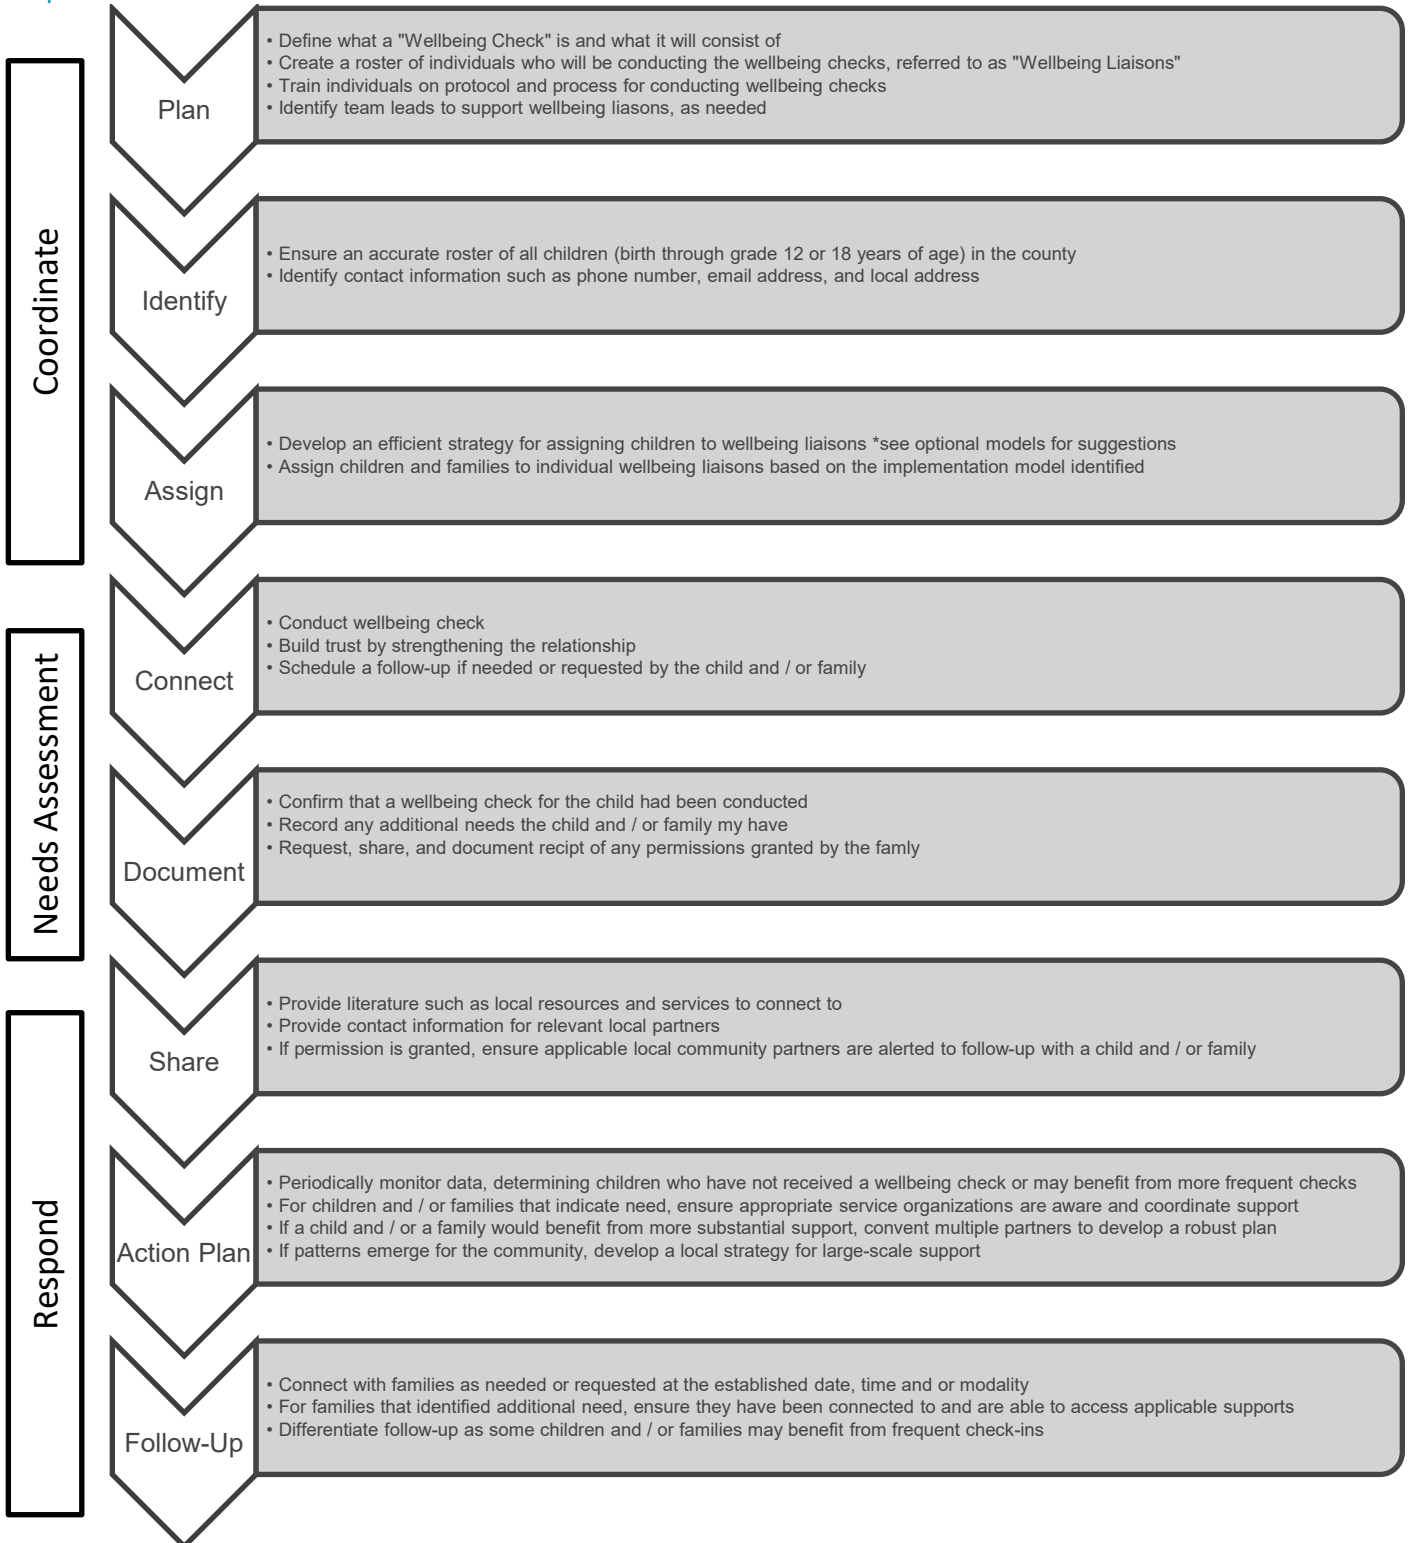 Coordinate
Plan
• Define what a "Wellbeing Check" is and what it will consist of
• Create a roster of individuals who will be conducting the wellbeing checks, referred to as "Wellbeing Liaisons"
• Train individuals on protocol and process for conducting wellbeing checks
• Identify team leads to support wellbeing liasons, as needed
Identify
• Ensure an accurate roster of all children (birth through grade 12 or 18 years of age) in the county
• Identify contact information such as phone number, email address, and local address
Assign
• Develop an efficient strategy for assigning children to wellbeing liaisons *see optional models for suggestions
• Assign children and families to individual wellbeing liaisons based on the implementation model identified
Needs Assessment
Connect
• Conduct wellbeing check
• Build trust by strengthening the relationship
• Schedule a follow-up if needed or requested by the child and / or family
Document
• Confirm that a wellbeing check for the child had been conducted
• Record any additional needs the child and / or family my have
• Request, share, and document recipt of any permissions granted by the famly
Respond
Share
• Provide literature such as local resources and services to connect to
• Provide contact information for relevant local partners
• If permission is granted, ensure applicable local community partners are alerted to follow-up with a child and / or family
Action Plan
• Periodically monitor data, determining children who have not received a wellbeing check or may benefit from more frequent checks
• For children and / or families that indicate need, ensure appropriate service organizations are aware and coordinate support
• If a child and / or a family would benefit from more substantial support, convent multiple partners to develop a robust plan
• If patterns emerge for the community, develop a local strategy for large-scale support
Follow-Up
• Connect with families as needed or requested at the established date, time and or modality
• For families that identified additional need, ensure they have been connected to and are able to access applicable supports
• Differentiate follow-up as some children and / or families may benefit from frequent check-ins